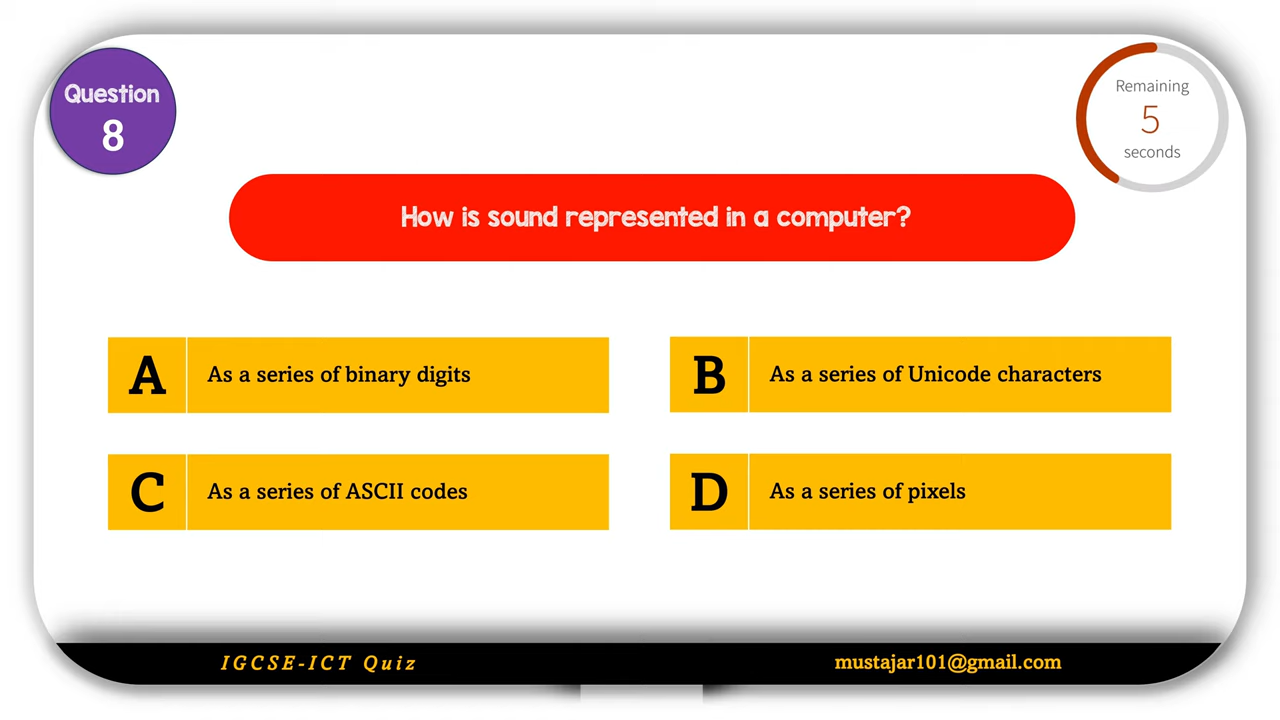 Question
8
Remaining
5
seconds
How is sound represented in a computer?
A
As a series of binary digits
B
As a series of Unicode characters
C
As a series of ASCII codes
D
As a series of pixels
IGCSE-ICT Quiz
mustajar101@gmail.com